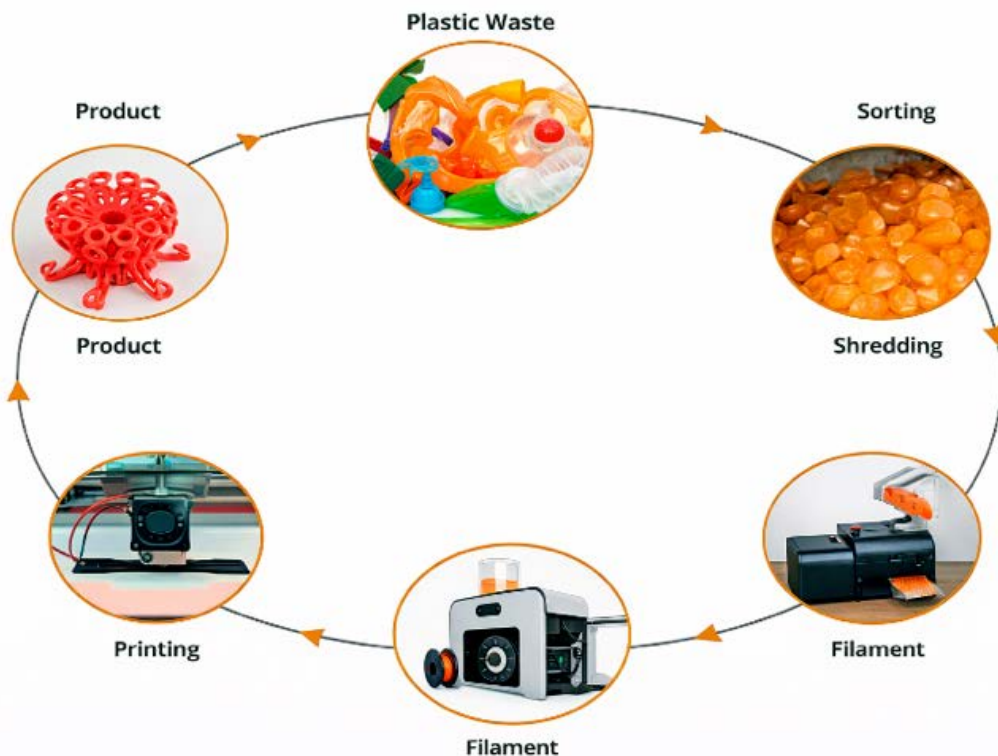 Plastic Waste
Product
Sorting
Product
Shredding
Printing
Filament
Filament